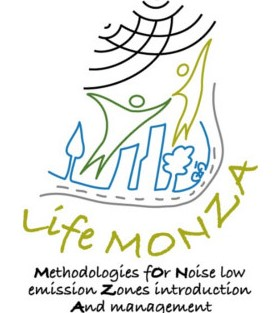 Life MONZA
Methodologies fOr Noise low
emission Zones introduction
And management